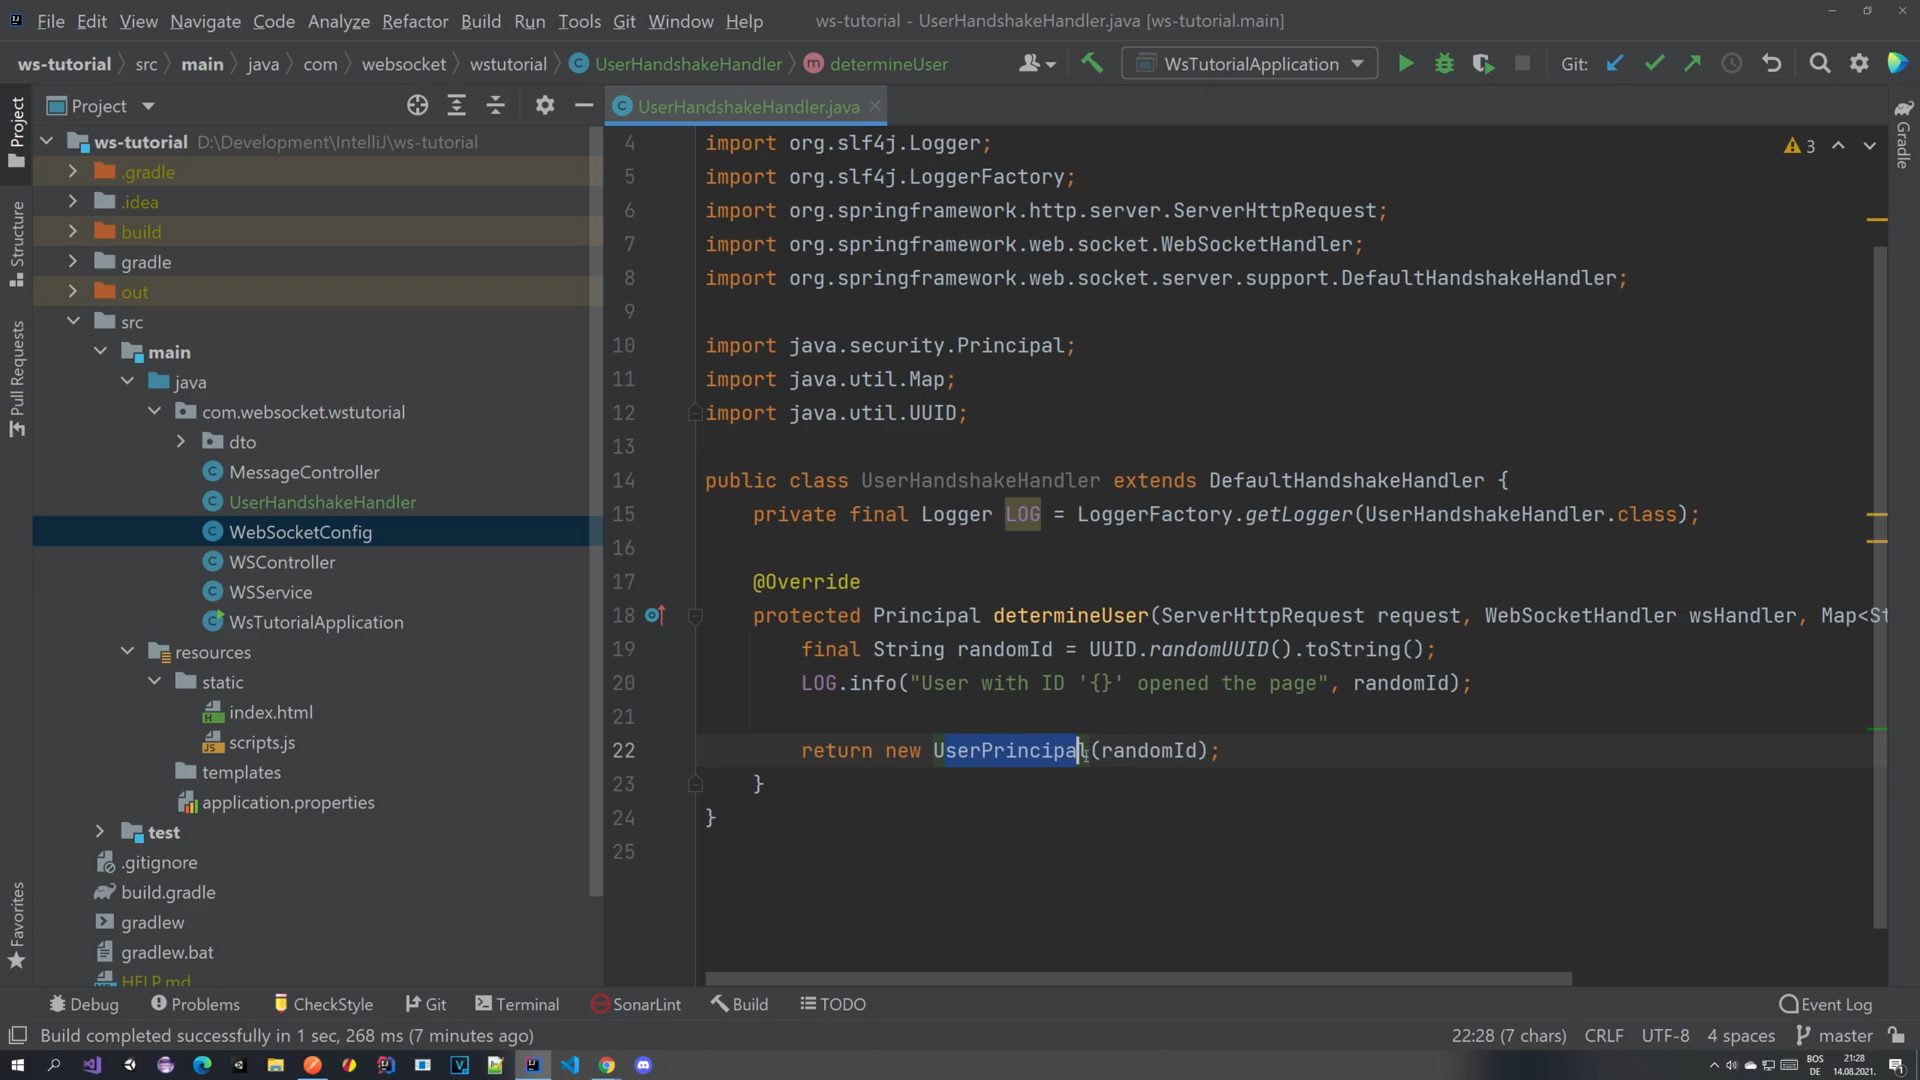 File Edit View Navigate Code Analyze Refactor Build Run Tools Git Window Help ws-tutorial - UserHandshakeHandler.java [ws-tutorial.main]
ws-tutorial src main java com websocket wstutorial UserHandshakeHandler determineUser WsTutorialApplication Git:
Project
UserHandshakeHandler.java
ws-tutorial D:\Development\IntelliJ\ws-tutorial
.gradle
.idea
build
gradle
out
src
main
java
com.websocket.wstutorial
dto
MessageController
UserHandshakeHandler
WebSocketConfig
WSController
WSService
WsTutorialApplication
resources
static
index.html
scripts.js
templates
application.properties
test
.gitignore
build.gradle
gradlew
gradlew.bat
HELP.md
Project
Structure
Pull Requests
Favorites
4 import org.slf4j.Logger;
5 import org.slf4j.LoggerFactory;
6 import org.springframework.http.server.ServerHttpRequest;
7 import org.springframework.web.socket.WebSocketHandler;
8 import org.springframework.web.socket.server.support.DefaultHandshakeHandler;
9
10 import java.security.Principal;
11 import java.util.Map;
12 import java.util.UUID;
13
14 public class UserHandshakeHandler extends DefaultHandshakeHandler {
15 private final Logger LOG = LoggerFactory.getLogger(UserHandshakeHandler.class);
16
17 @Override
18 protected Principal determineUser(ServerHttpRequest request, WebSocketHandler wsHandler, Map<St
19 final String randomId = UUID.randomUUID().toString();
20 LOG.info("User with ID '{}' opened the page", randomId);
21
22 return new UserPrincipal(randomId);
23 }
24 }
25
3
Gradle
Debug Problems CheckStyle Git Terminal SonarLint Build TODO Event Log
Build completed successfully in 1 sec, 268 ms (7 minutes ago) 22:28 (7 chars) CRLF UTF-8 4 spaces master
BOS
DE
21:28
14.08.2021.